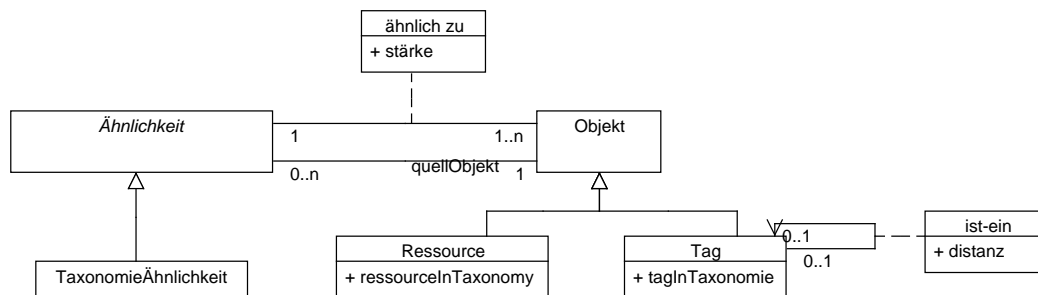 ähnlich zu
+ stärke
Ähnlichkeit
Objekt
1
1..n
0..n
quellObjekt
1
Ressource
+ ressourceInTaxonomy
Tag
+ tagInTaxonomie
0..1
0..1
ist-ein
+ distanz
TaxonomieÄhnlichkeit